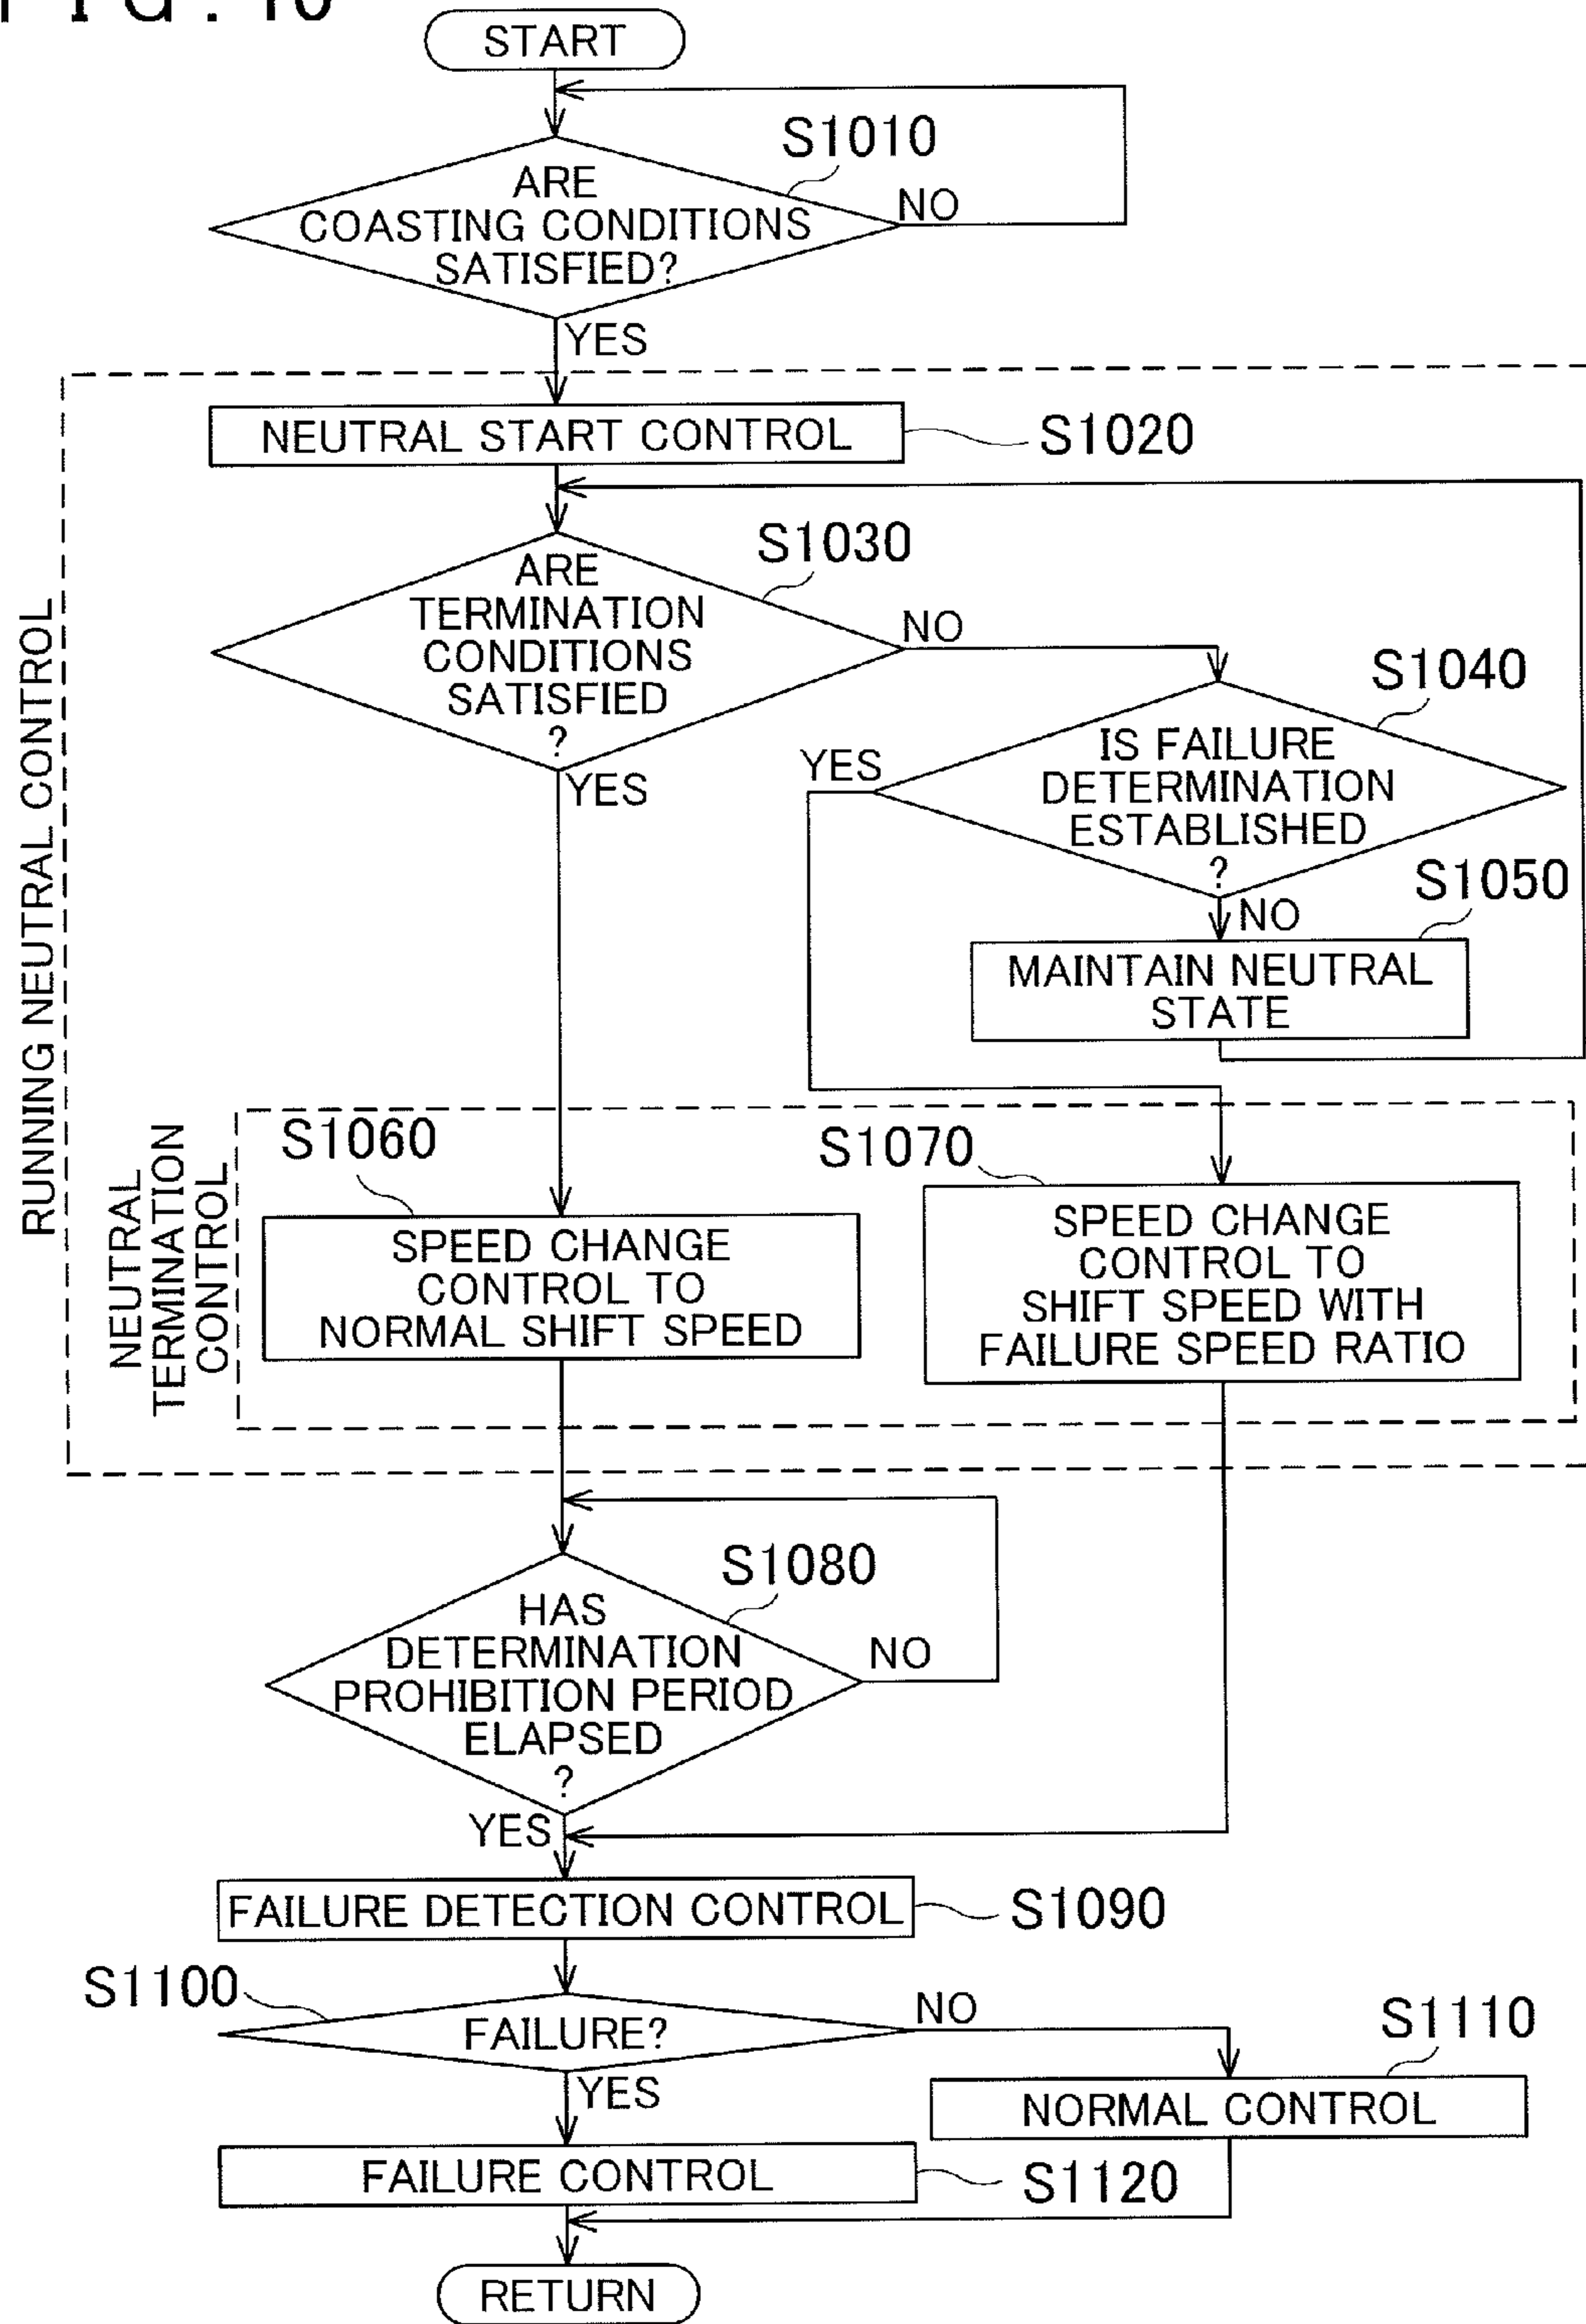 FIG. 10
START
S1010
ARE
COASTING CONDITIONS
SATISFIED?
NO
YES
NEUTRAL START CONTROL
S1020
RUNNING NEUTRAL CONTROL
S1030
ARE
TERMINATION
CONDITIONS
SATISFIED
?
NO
YES
S1040
IS FAILURE
DETERMINATION
ESTABLISHED
?
YES
NO
S1050
MAINTAIN NEUTRAL
STATE
NEUTRAL
TERMINATION
CONTROL
S1060
SPEED CHANGE
CONTROL TO
NORMAL SHIFT SPEED
S1070
SPEED CHANGE
CONTROL TO
SHIFT SPEED WITH
FAILURE SPEED RATIO
S1080
HAS
DETERMINATION
PROHIBITION PERIOD
ELAPSED
?
NO
YES
FAILURE DETECTION CONTROL
S1090
S1100
FAILURE?
NO
YES
S1110
NORMAL CONTROL
FAILURE CONTROL
S1120
RETURN